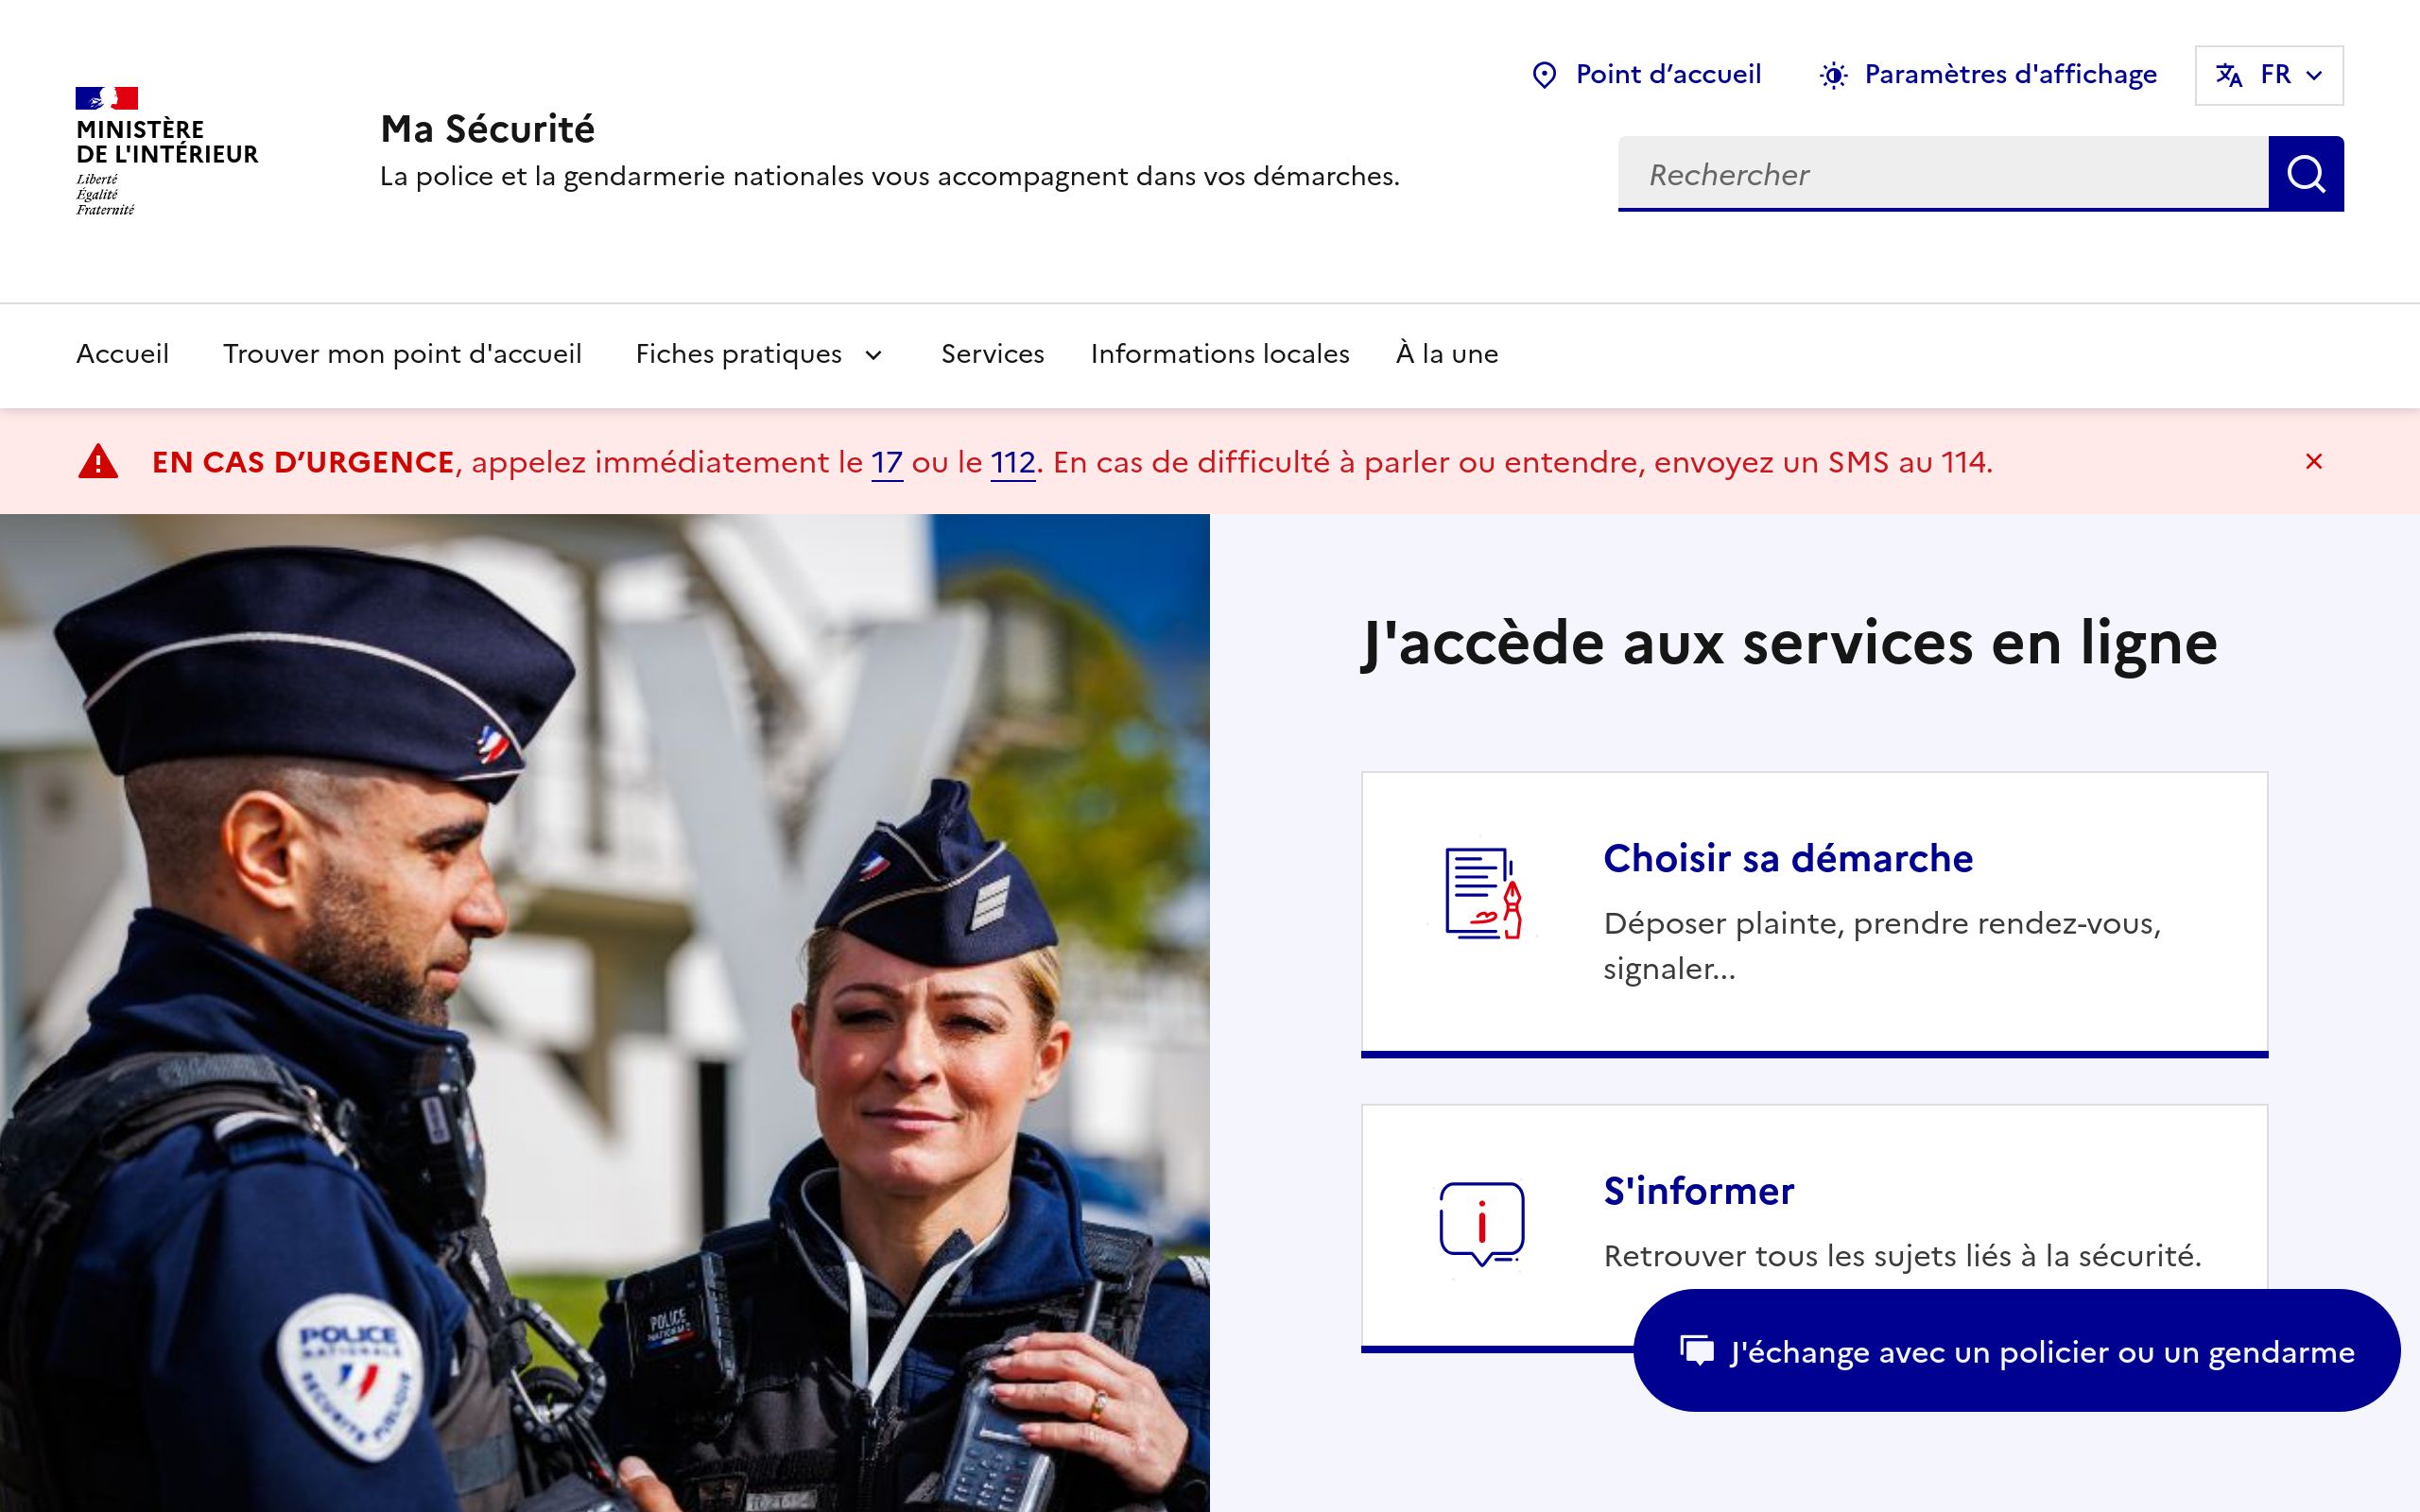 MINISTÈRE
DE L'INTÉRIEUR
Liberté
Égalité
Fraternité
Ma Sécurité
La police et la gendarmerie nationales vous accompagnent dans vos démarches.
Point d’accueil
Paramètres d'affichage
FR
Rechercher
Accueil
Trouver mon point d'accueil
Fiches pratiques
Services
Informations locales
À la une
EN CAS D’URGENCE, appelez immédiatement le 17 ou le 112. En cas de difficulté à parler ou entendre, envoyez un SMS au 114.
J'accède aux services en ligne
Choisir sa démarche
Déposer plainte, prendre rendez-vous,
signaler...
S'informer
Retrouver tous les sujets liés à la sécurité.
J'échange avec un policier ou un gendarme
POLICE
NATIONALE
SÉCURITÉ PUBLIQUE
POLICE
NATIONALE